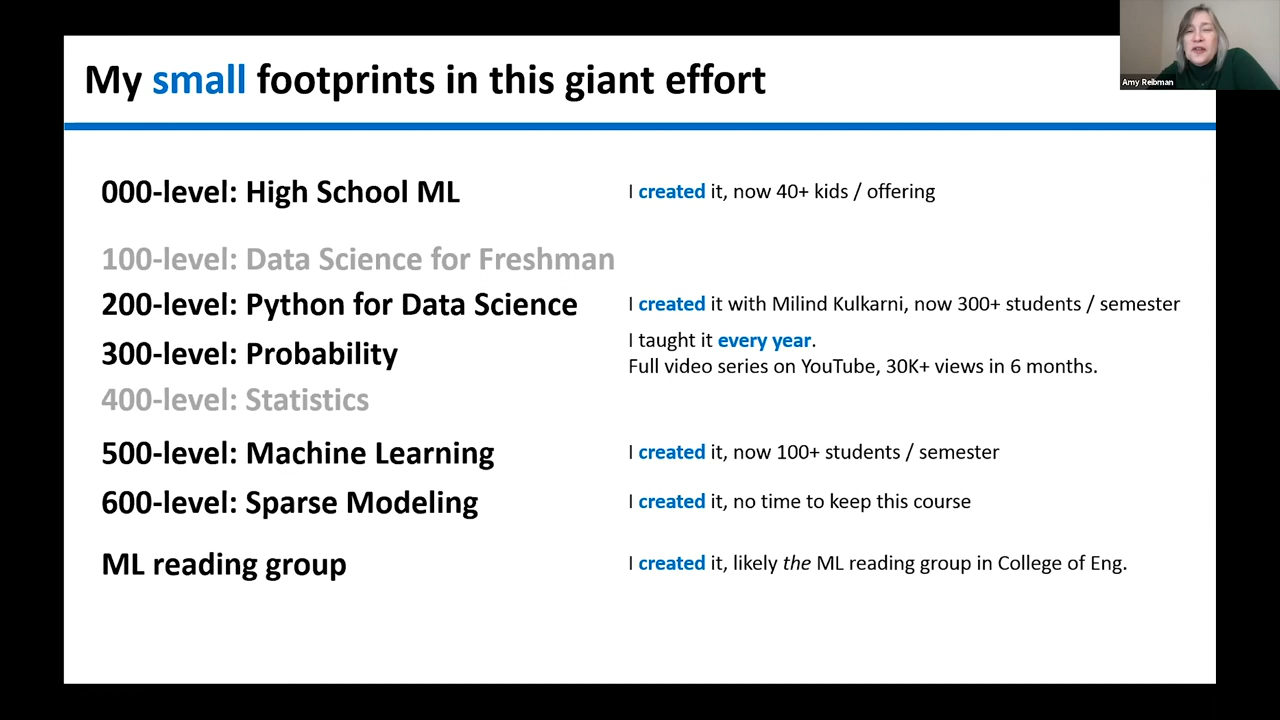 My small footprints in this giant effort
Amy Reibman
000-level: High School ML
I created it, now 40+ kids / offering
100-level: Data Science for Freshman
200-level: Python for Data Science
I created it with Milind Kulkarni, now 300+ students / semester
300-level: Probability
I taught it every year.
Full video series on YouTube, 30K+ views in 6 months.
400-level: Statistics
500-level: Machine Learning
I created it, now 100+ students / semester
600-level: Sparse Modeling
I created it, no time to keep this course
ML reading group
I created it, likely the ML reading group in College of Eng.